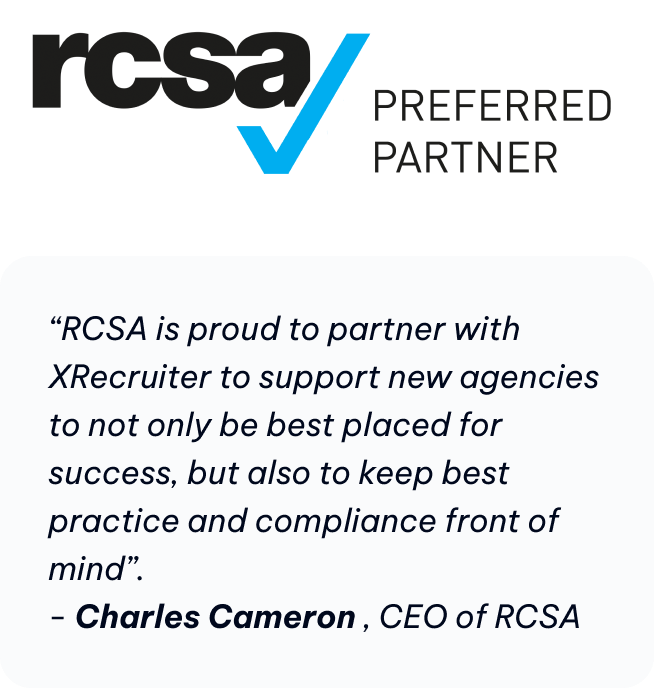 rcsa
PREFERRED
PARTNER
“RCSA is proud to partner with
XRecruiter to support new agencies
to not only be best placed for
success, but also to keep best
practice and compliance front of
mind”.
– Charles Cameron , CEO of RCSA